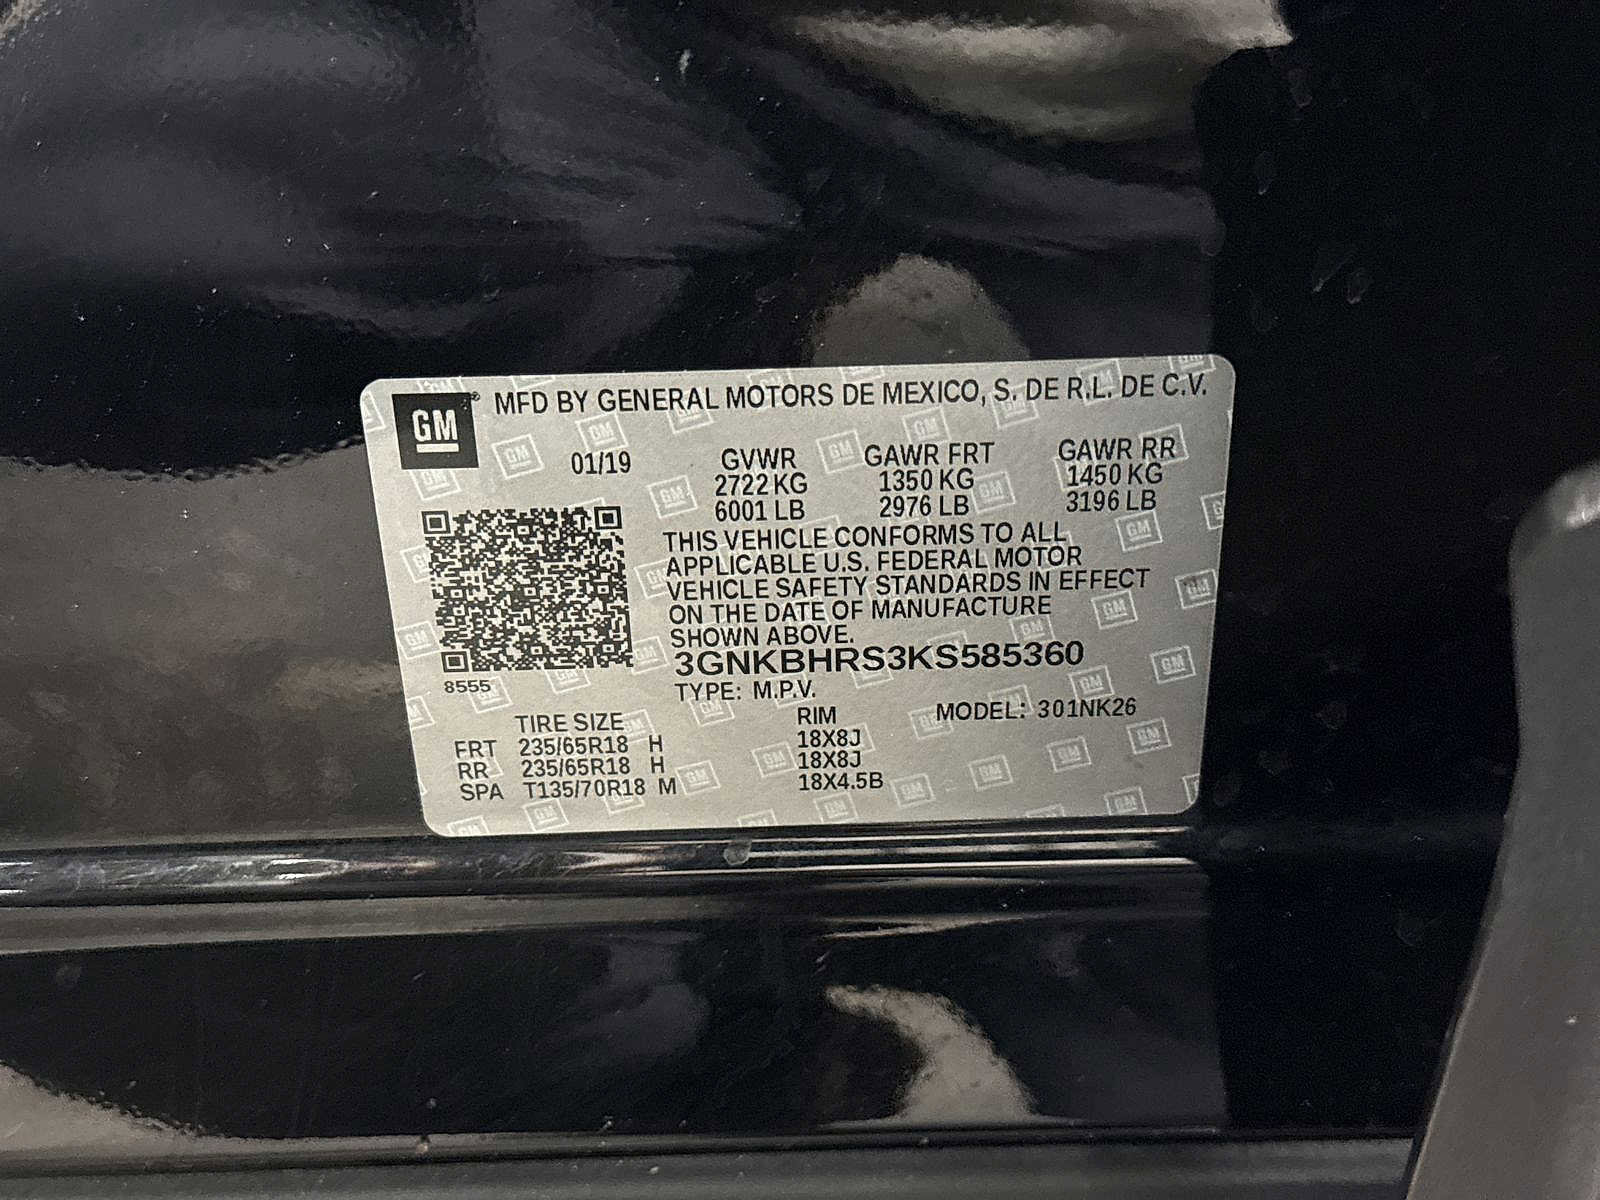 GM® MFD BY GENERAL MOTORS DE MEXICO, S. DE R.L. DE C.V.
01/19 GVWR GAWR FRT GAWR RR
2722 KG 1350 KG 1450 KG
6001 LB 2976 LB 3196 LB
THIS VEHICLE CONFORMS TO ALL
APPLICABLE U.S. FEDERAL MOTOR
VEHICLE SAFETY STANDARDS IN EFFECT
ON THE DATE OF MANUFACTURE
SHOWN ABOVE.
3GNKBHRS3KS585360
8555 TYPE: M.P.V.
TIRE SIZE RIM MODEL: 301NK26
FRT 235/65R18 H 18X8J
RR 235/65R18 H 18X8J
SPA T135/70R18 M 18X4.5B